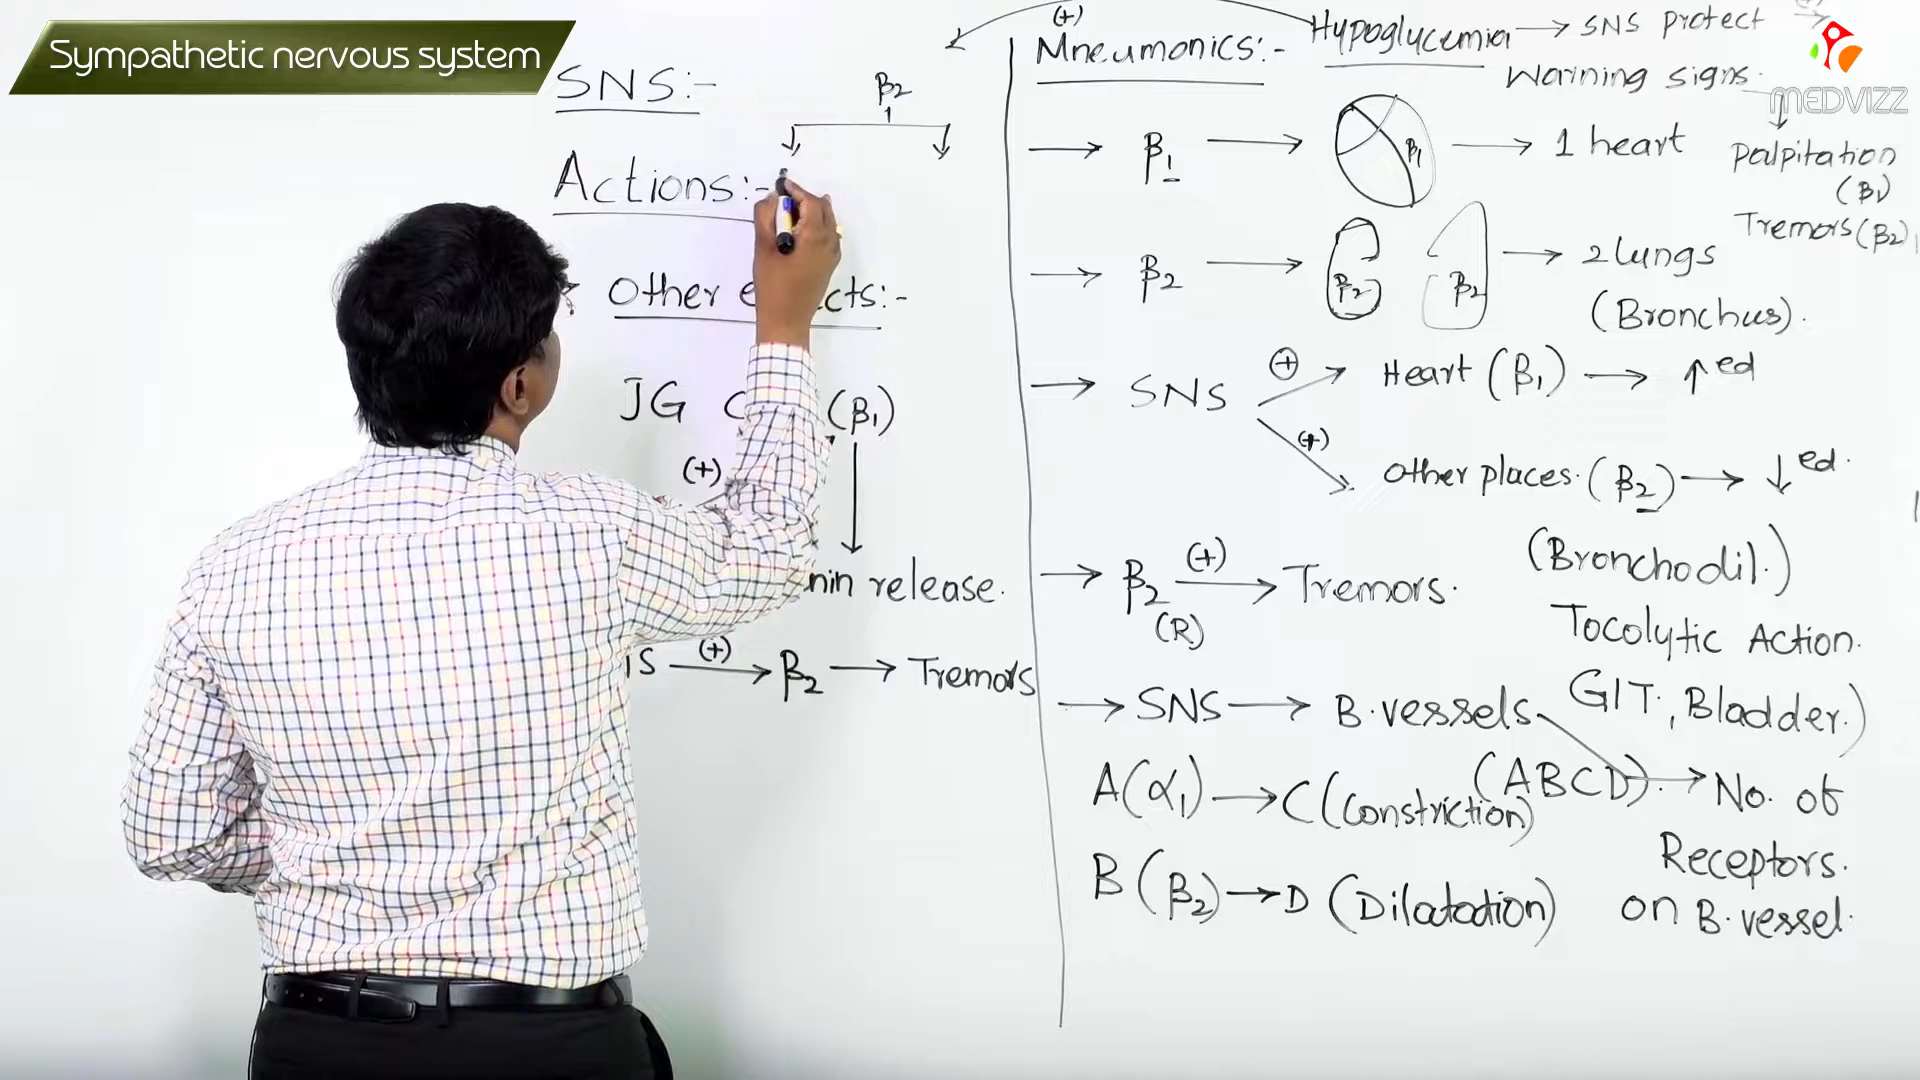 Sympathetic nervous system
SNS:-
β2
Actions:-
Other
cts:-
JG
(β1)
(+)
nin release.
(+)
β2 → Tremors
(+)
Mneumonics:-
Hypoglycemia → SNS protect
Warning signs.
MEDVIZZ
Palpitation
(β1)
Tremors (β2)
→ β1 → β1 → 1 heart
→ β2 → β2 β2 → 2 lungs
(Bronchus).
→ SNS
(+) Heart (β1) → ↑ed
(+) Other places. (β2) → ↓ed.
(Bronchodil.)
Tocolytic Action.
GIT., Bladder.)
→ β2 (+) → Tremors.
(R)
→ SNS → B.vessels
(ABCD). → No. of
Receptors.
on B.vessel.
A(α1) → C (Constriction)
B (β2) → D (Dilatation)